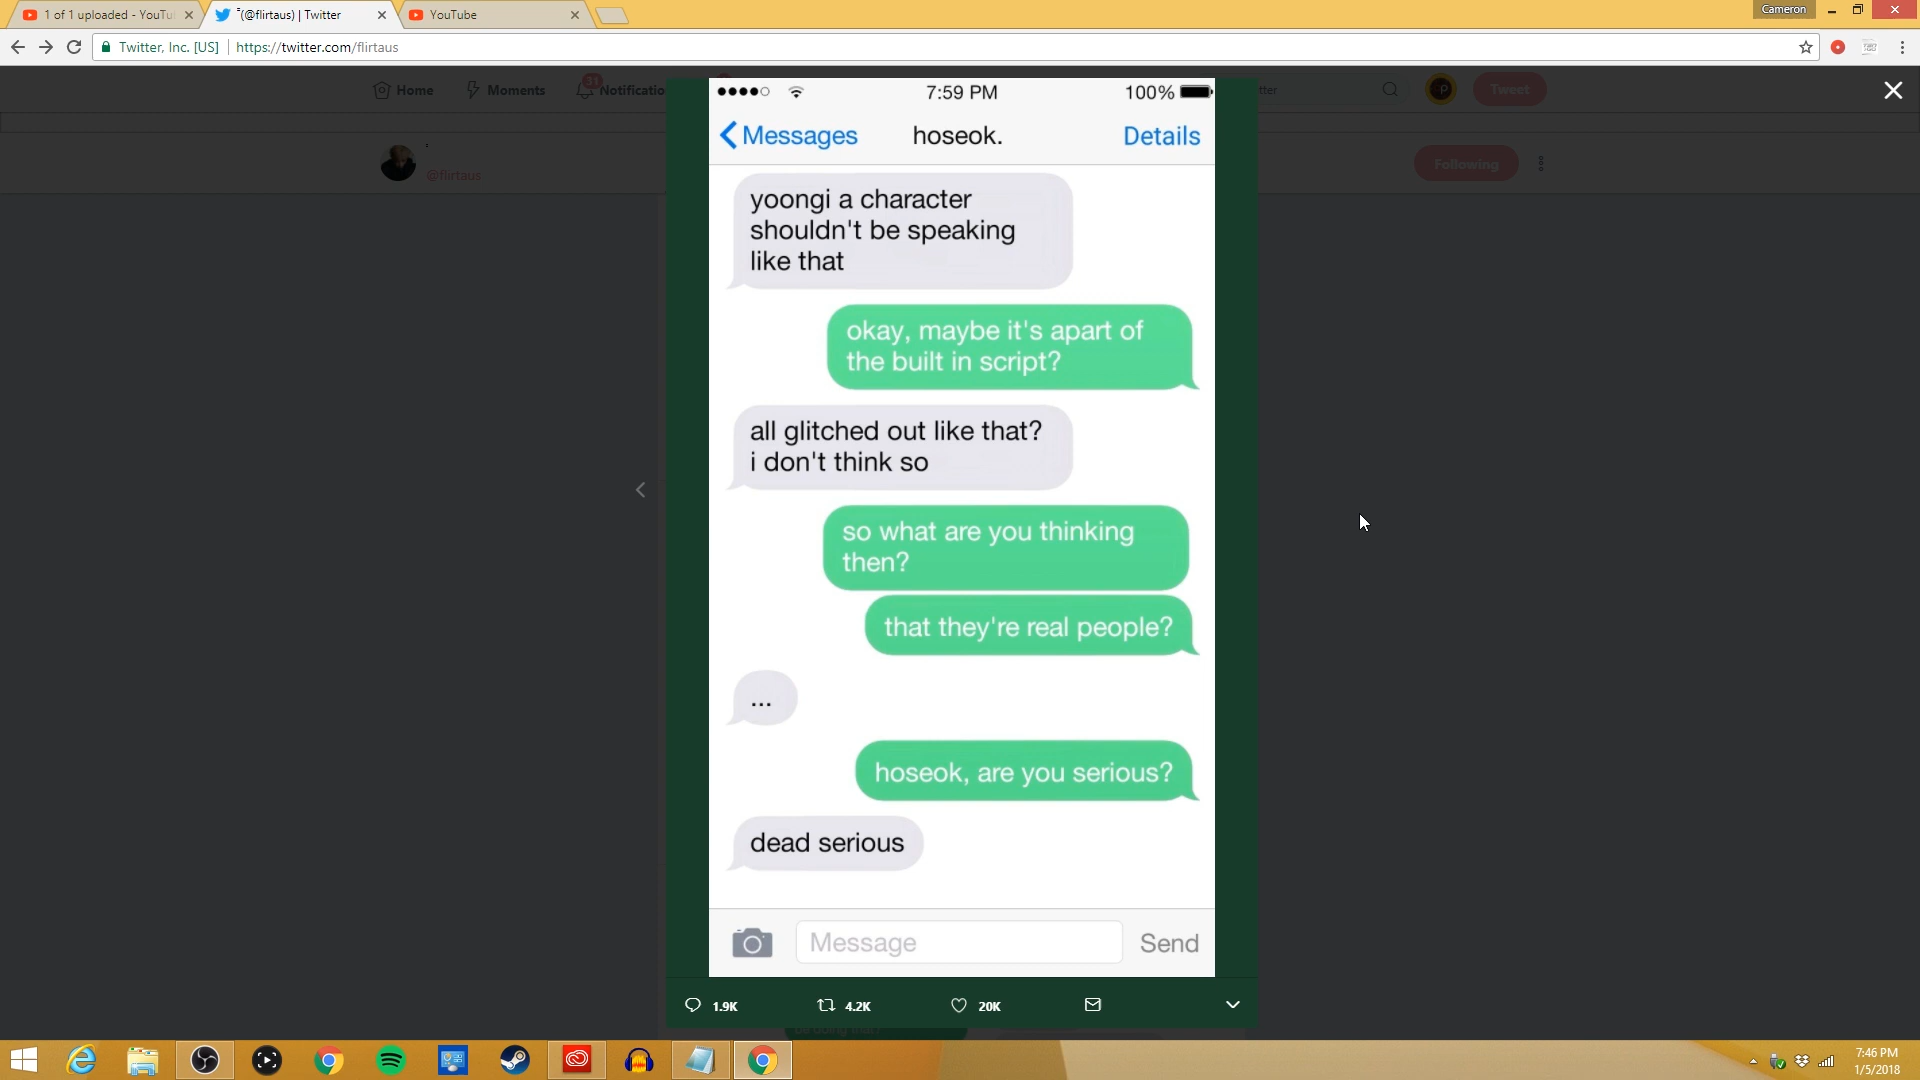 1 of 1 uploaded - YouTu
(@flirtaus) | Twitter
YouTube
Cameron
Twitter, Inc. [US]
https://twitter.com/flirtaus
Home
Moments
31
Notificatio
tter
Tweet
@flirtaus
Following
7:59 PM
100%
Messages
hoseok.
Details
yoongi a character
shouldn't be speaking
like that
okay, maybe it's apart of
the built in script?
all glitched out like that?
i don't think so
so what are you thinking
then?
that they're real people?
...
hoseok, are you serious?
dead serious
Message
Send
1.9K
4.2K
20K
7:46 PM
1/5/2018